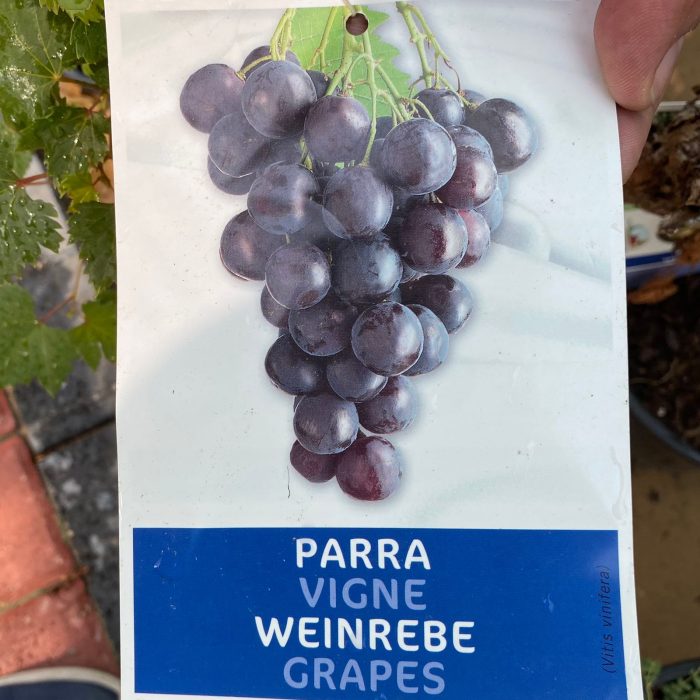 PARRA
VIGNE
WEINREBE
GRAPES
(Vitis vinifera)